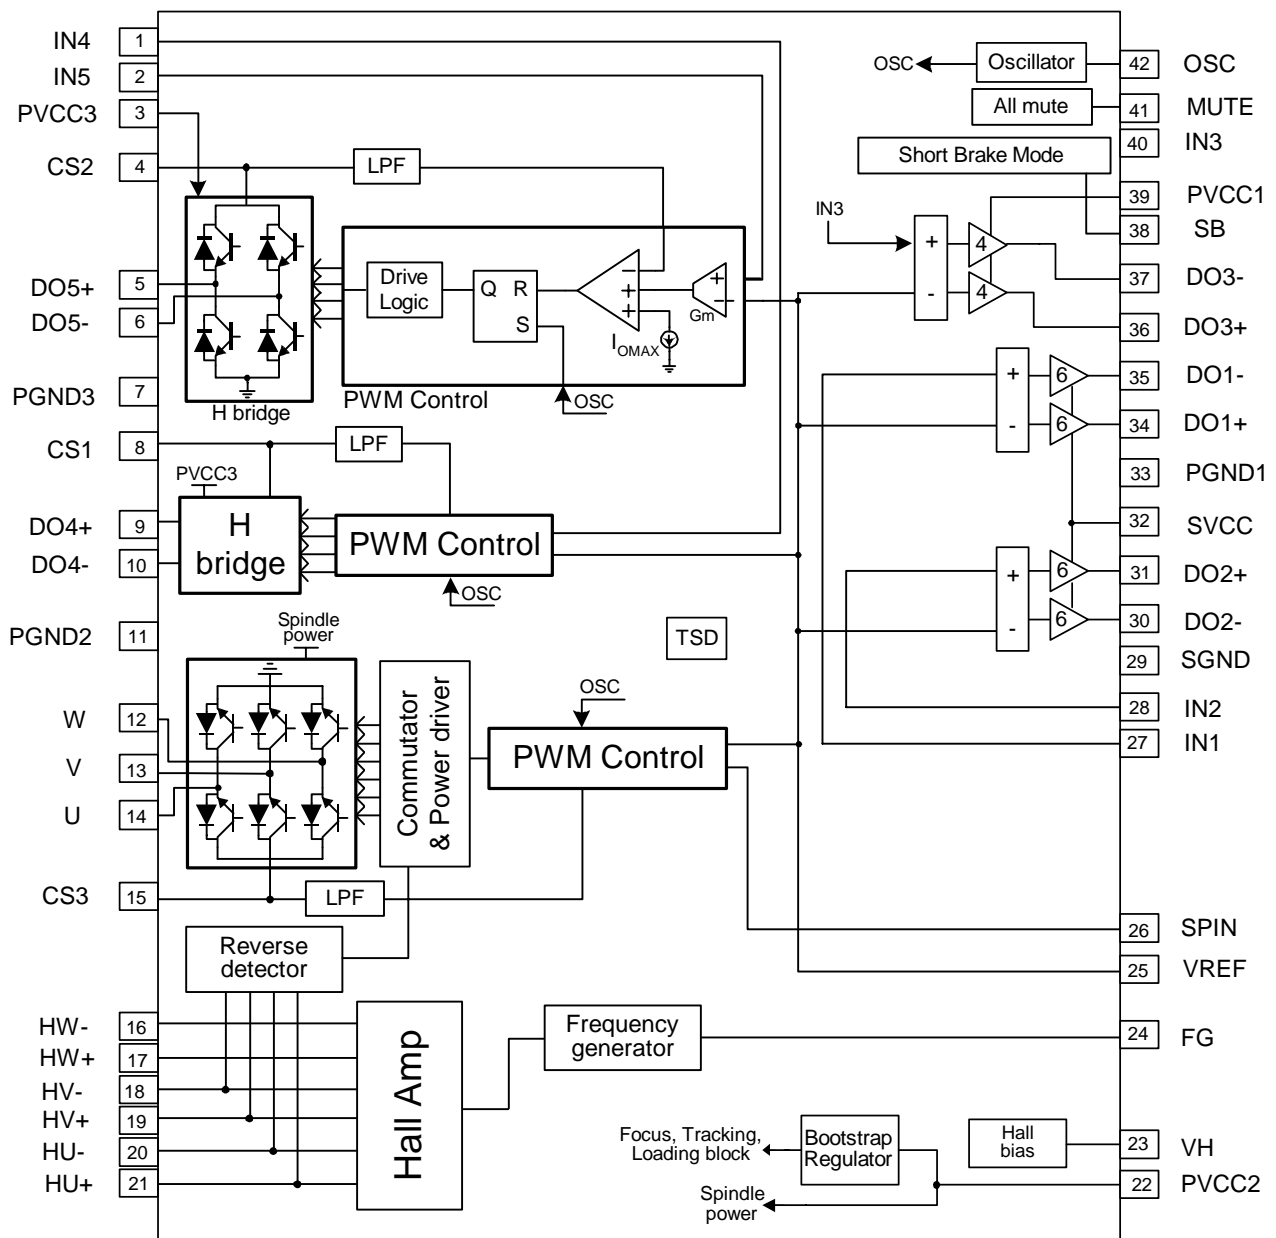 IN4 1
IN5 2
PVCC3 3
CS2 4
DO5+ 5
DO5- 6
PGND3 7
CS1 8
DO4+ 9
DO4- 10
PGND2 11
W 12
V 13
U 14
CS3 15
HW- 16
HW+ 17
HV- 18
HV+ 19
HU- 20
HU+ 21
LPF
H bridge
Drive
Logic
Q R
S
−
+
+
I OMAX
+
−
Gm
PWM Control
OSC
LPF
PVCC3
H
bridge
PWM Control
OSC
Spindle
power
TSD
Commutator
& Power driver
OSC
PWM Control
LPF
Reverse
detector
Hall Amp
Frequency
generator
Focus, Tracking,
Loading block
Bootstrap
Regulator
Spindle
power
Hall
bias
OSC
Oscillator
All mute
Short Brake Mode
IN3
+
-
4
4
+
-
6
6
+
-
6
6
42 OSC
41 MUTE
40 IN3
39 PVCC1
38 SB
37 DO3-
36 DO3+
35 DO1-
34 DO1+
33 PGND1
32 SVCC
31 DO2+
30 DO2-
29 SGND
28 IN2
27 IN1
26 SPIN
25 VREF
24 FG
23 VH
22 PVCC2